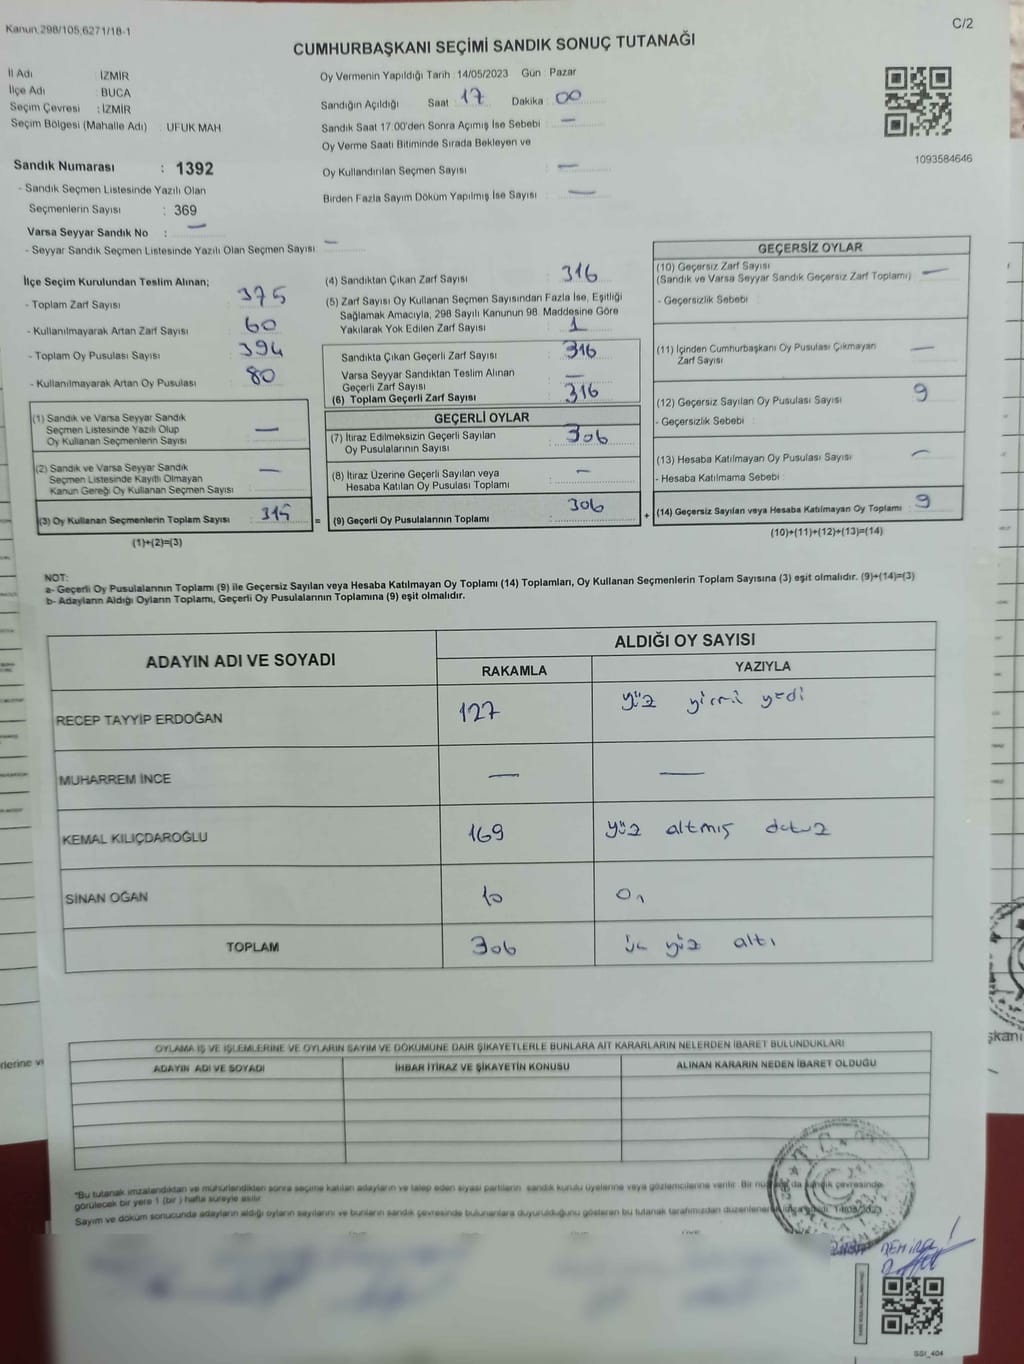 Kanun,298/105,6271/18-1
C/2
CUMHURBAŞKANI SEÇİMİ SANDIK SONUÇ TUTANAĞI
İl Adı İZMİR
İlçe Adı BUCA
Seçim Çevresi : İZMİR
Seçim Bölgesi (Mahalle Adı) : UFUK MAH
Oy Vermenin Yapıldığı Tarih : 14/05/2023 Gün : Pazar
Sandığın Açıldığı Saat : 17 Dakika : 00
Sandık Saat 17.00'den Sonra Açımış İse Sebebi : —
Oy Verme Saati Bitiminde Sırada Bekleyen ve
Oy Kullandırılan Seçmen Sayısı : —
Birden Fazla Sayım Döküm Yapılmış İse Sayısı : —
1093584646
Sandık Numarası : 1392
- Sandık Seçmen Listesinde Yazılı Olan
Seçmenlerin Sayısı : 369
Varsa Seyyar Sandık No : —
- Seyyar Sandık Seçmen Listesinde Yazılı Olan Seçmen Sayısı : —
İlçe Seçim Kurulundan Teslim Alınan;
- Toplam Zarf Sayısı : 375
- Kullanılmayarak Artan Zarf Sayısı : 60
- Toplam Oy Pusulası Sayısı : 394
- Kullanılmayarak Artan Oy Pusulası : 80
(1) Sandık ve Varsa Seyyar Sandık
Seçmen Listesinde Yazılı Olup
Oy Kullanan Seçmenlerin Sayısı : —
(2) Sandık ve Varsa Seyyar Sandık
Seçmen Listesinde Kayıtlı Olmayan
Kanun Gereği Oy Kullanan Seçmen Sayısı : —
(3) Oy Kullanan Seçmenlerin Toplam Sayısı : 315 =
(1)+(2)=(3)
(4) Sandıktan Çıkan Zarf Sayısı : 316
(5) Zarf Sayısı Oy Kullanan Seçmen Sayısından Fazla İse, Eşitliği
Sağlamak Amacıyla, 298 Sayılı Kanunun 98. Maddesine Göre
Yakılarak Yok Edilen Zarf Sayısı : 1
Sandıkta Çıkan Geçerli Zarf Sayısı : 316
Varsa Seyyar Sandıktan Teslim Alınan
Geçerli Zarf Sayısı : —
(6) Toplam Geçerli Zarf Sayısı : 316
GEÇERLİ OYLAR
(7) İtiraz Edilmeksizin Geçerli Sayılan
Oy Pusulalarının Sayısı : 306
(8) İtiraz Üzerine Geçerli Sayılan veya
Hesaba Katılan Oy Pusulası Toplamı : —
(9) Geçerli Oy Pusulalarının Toplamı : 306 +
GEÇERSİZ OYLAR
(10) Geçersiz Zarf Sayısı
(Sandık ve Varsa Seyyar Sandık Geçersiz Zarf Toplamı) : —
- Geçersizlik Sebebi :
(11) İçinden Cumhurbaşkanı Oy Pusulası Çıkmayan
Zarf Sayısı : —
(12) Geçersiz Sayılan Oy Pusulası Sayısı : 9
- Geçersizlik Sebebi :
(13) Hesaba Katılmayan Oy Pusulası Sayısı : —
- Hesaba Katılmama Sebebi :
(14) Geçersiz Sayılan veya Hesaba Katılmayan Oy Toplamı : 9
(10)+(11)+(12)+(13)=(14)
NOT:
a- Geçerli Oy Pusulalarının Toplamı (9) ile Geçersiz Sayılan veya Hesaba Katılmayan Oy Toplamı (14) Toplamları, Oy Kullanan Seçmenlerin Toplam Sayısına (3) eşit olmalıdır. (9)+(14)=(3)
b- Adayların Aldığı Oyların Toplamı, Geçerli Oy Pusulalarının Toplamına (9) eşit olmalıdır.
ADAYIN ADI VE SOYADI ALDIĞI OY SAYISI
RAKAMLA YAZIYLA
RECEP TAYYİP ERDOĞAN 127 yüz yirmi yedi
MUHARREM İNCE — —
KEMAL KILIÇDAROĞLU 169 yüz altmış dokuz
SİNAN OĞAN 10 On
TOPLAM 306 üç yüz altı
OYLAMA İŞ VE İŞLEMLERİNE VE OYLARIN SAYIM VE DÖKÜMÜNE DAİR ŞİKAYETLERLE BUNLARA AİT KARARLARIN NELERDEN İBARET BULUNDUKLARI
ADAYIN ADI VE SOYADI İHBAR İTİRAZ VE ŞİKAYETİN KONUSU ALINAN KARARIN NEDEN İBARET OLDUĞU
"Bu tutanak imzalandıktan ve mühürlendikten sonra seçime katılan adayların ve talep eden siyasi partilerin sandık kurulu üyelerine veya gözlemcilerine verilir. Bir da sandık çevresinde
görülecek bir yere 1 (bir ) hafta süreyle asılır.
Sayım ve döküm sonucunda adayların aldığı oyların sayılarını ve bunların sandık çevresinde bulunanlara duyurulduğunu gösteren bu tutanak tarafımızdan
T.C.
DEMİREL
SSI_404